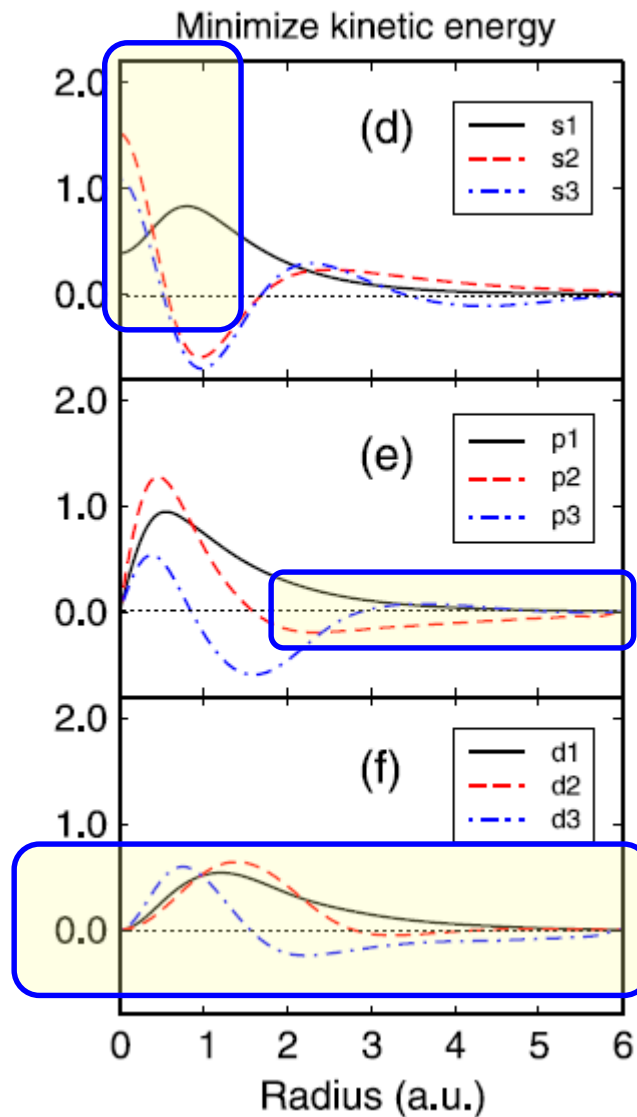 Minimize kinetic energy
2.0
1.0
0.0
(d)
s1
s2
s3
2.0
1.0
0.0
(e)
p1
p2
p3
2.0
1.0
0.0
(f)
d1
d2
d3
0 1 2 3 4 5 6
Radius (a.u.)